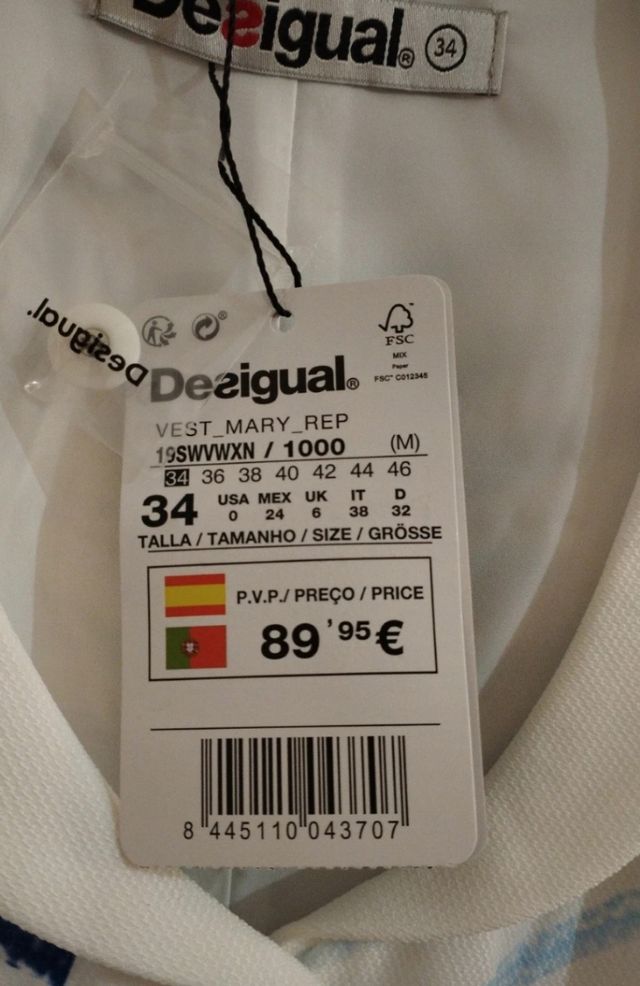 Desigual® 34
Desigual.
FSC
MIX
Paper
FSC™ C012345
Desigual®
VEST_MARY_REP
19SWVWXN / 1000 (M)
34 36 38 40 42 44 46
34 USA MEX UK IT D
0 24 6 38 32
TALLA / TAMANHO / SIZE / GRÖSSE
P.V.P./ PREÇO / PRICE
89'95€
8 445110 043707